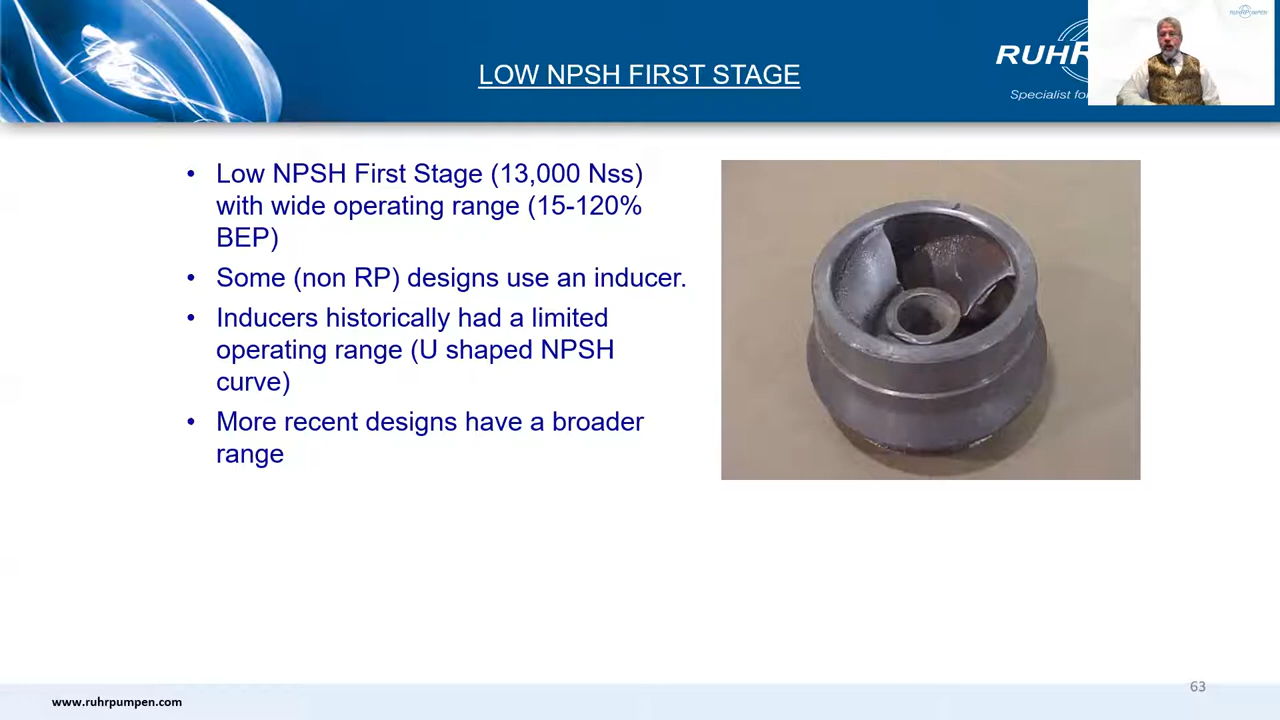 LOW NPSH FIRST STAGE
RUHR
Specialist for
RUHRPUMPEN
• Low NPSH First Stage (13,000 Nss)
with wide operating range (15-120%
BEP)
• Some (non RP) designs use an inducer.
• Inducers historically had a limited
operating range (U shaped NPSH
curve)
• More recent designs have a broader
range
63
www.ruhrpumpen.com